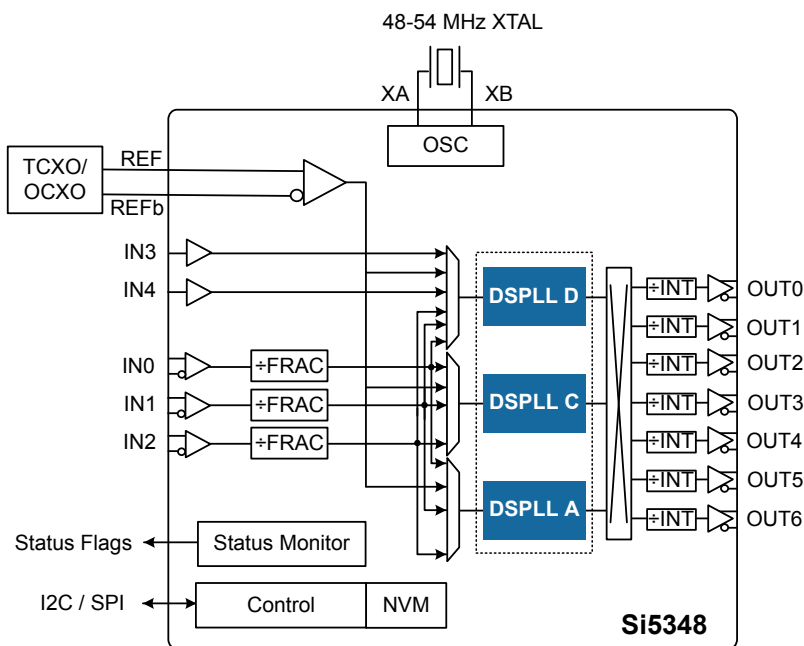 48-54 MHz XTAL
XA
XB
OSC
TCXO/
OCXO
REF
REFb
IN3
IN4
IN0
÷FRAC
IN1
÷FRAC
IN2
÷FRAC
DSPLL D
DSPLL C
DSPLL A
÷INT
OUT0
÷INT
OUT1
÷INT
OUT2
÷INT
OUT3
÷INT
OUT4
÷INT
OUT5
÷INT
OUT6
Status Flags
Status Monitor
I2C / SPI
Control
NVM
Si5348